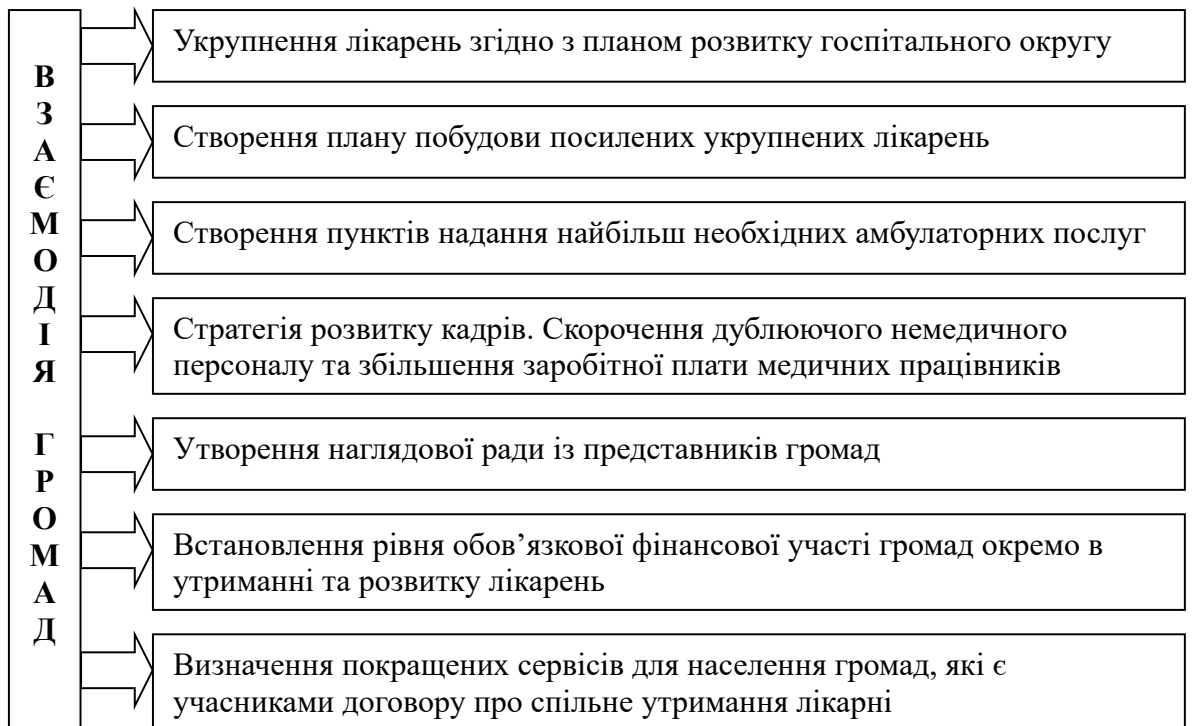 ВЗАЄМОДІЯ ГРОМАД
Укрупнення лікарень згідно з планом розвитку госпітального округу
Створення плану побудови посилених укрупнених лікарень
Створення пунктів надання найбільш необхідних амбулаторних послуг
Стратегія розвитку кадрів. Скорочення дублюючого немедичного
персоналу та збільшення заробітної плати медичних працівників
Утворення наглядової ради із представників громад
Встановлення рівня обов’язкової фінансової участі громад окремо в
утриманні та розвитку лікарень
Визначення покращених сервісів для населення громад, які є
учасниками договору про спільне утримання лікарні